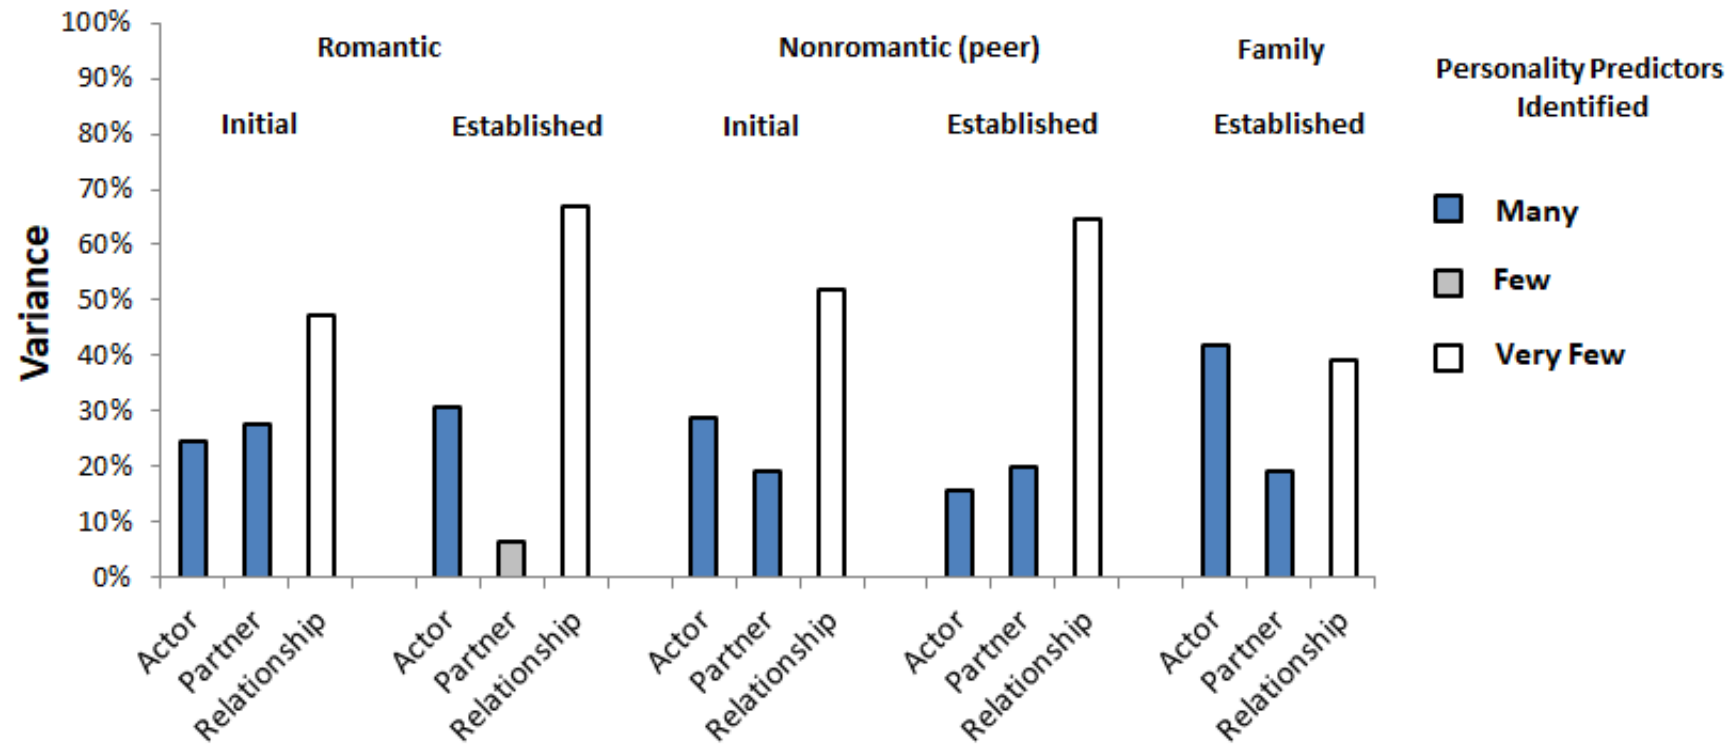 100%
90%
80%
70%
60%
50%
40%
30%
20%
10%
0%
Variance
Romantic
Nonromantic (peer)
Family
Initial
Established
Initial
Established
Established
Actor
Partner
Relationship
Actor
Partner
Relationship
Actor
Partner
Relationship
Actor
Partner
Relationship
Actor
Partner
Relationship
Personality Predictors
Identified
Many
Few
Very Few